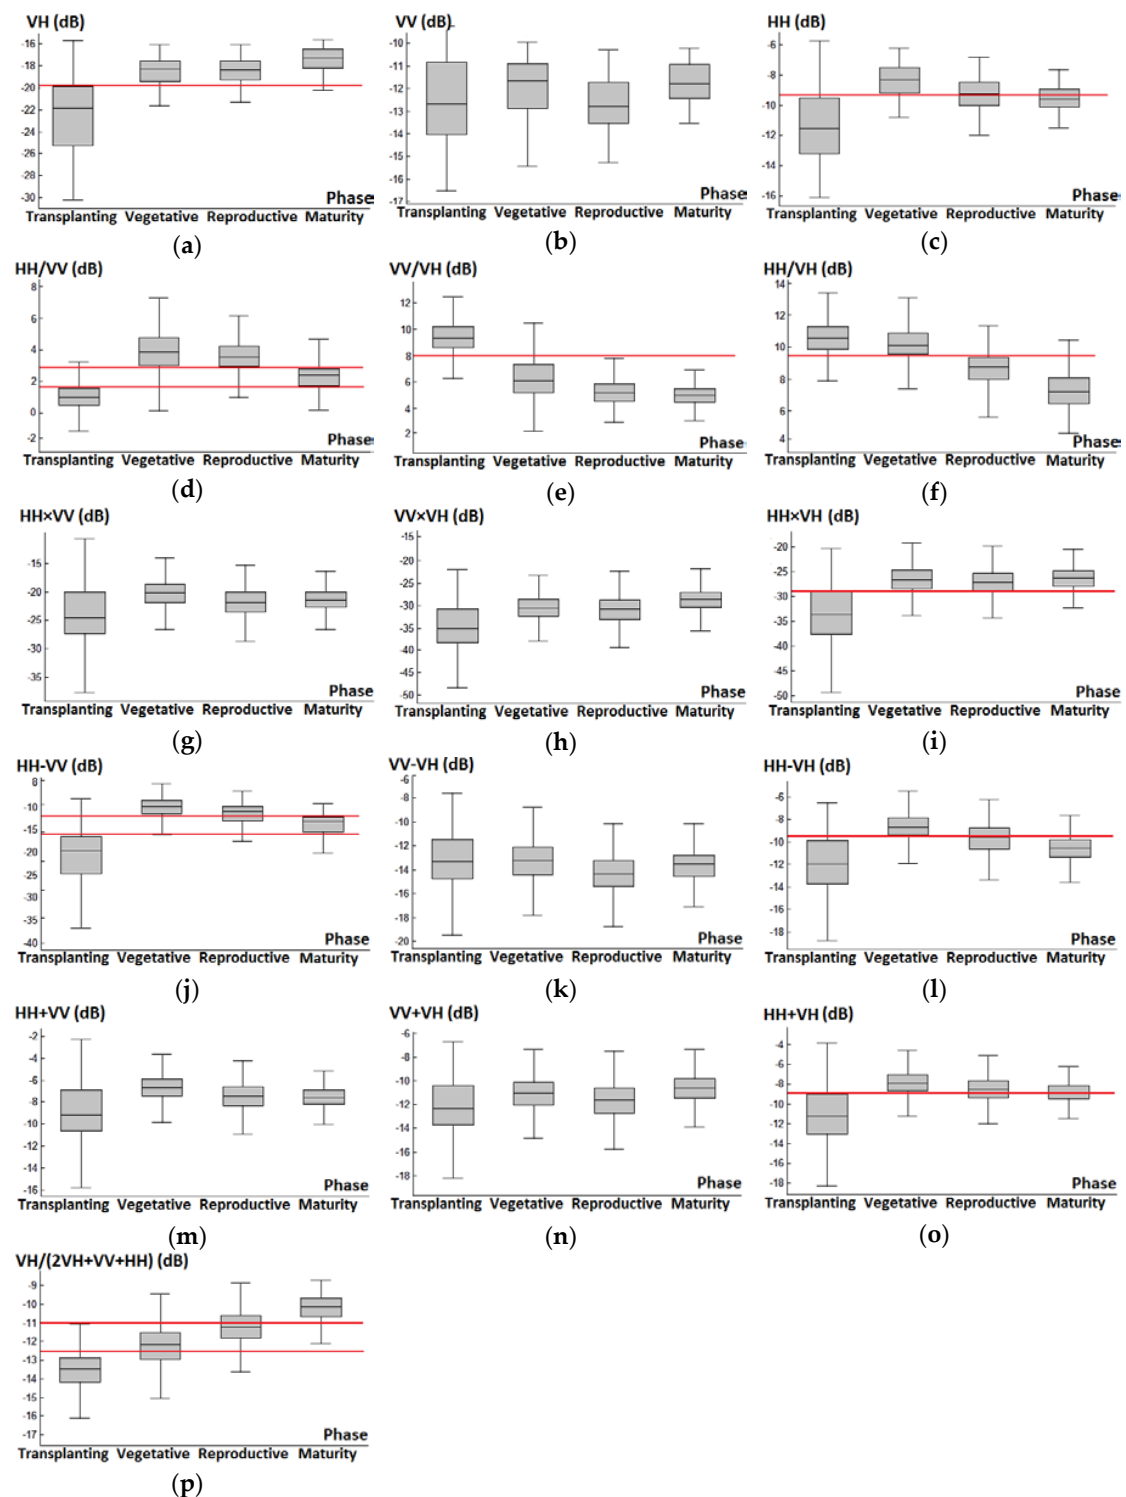 VH (dB)
-16
-18
-20
-22
-24
-26
-28
-30
Phase
Transplanting Vegetative Reproductive Maturity
(a)
VV (dB)
-10
-11
-12
-13
-14
-15
-16
-17
Phase
Transplanting Vegetative Reproductive Maturity
(b)
HH (dB)
-8
-10
-12
-14
-16
Phase
Transplanting Vegetative Reproductive Maturity
(c)
HH/VV (dB)
8
6
4
2
0
-2
Phase
Transplanting Vegetative Reproductive Maturity
(d)
VV/VH (dB)
12
10
8
6
4
2
Phase
Transplanting Vegetative Reproductive Maturity
(e)
HH/VH (dB)
14
12
10
8
6
4
Phase
Transplanting Vegetative Reproductive Maturity
(f)
HH×VV (dB)
-15
-20
-25
-30
-35
Phase
Transplanting Vegetative Reproductive Maturity
(g)
VV×VH (dB)
-15
-20
-25
-30
-35
-40
-50
Phase
Transplanting Vegetative Reproductive Maturity
(h)
HH×VH (dB)
-20
-25
-30
-35
-40
-45
-50
Phase
Transplanting Vegetative Reproductive Maturity
(i)
HH-VV (dB)
8
-10
-15
-20
-25
-30
-35
-40
Phase
Transplanting Vegetative Reproductive Maturity
(j)
VV-VH (dB)
-6
-8
-10
-12
-14
-16
-18
-20
Phase
Transplanting Vegetative Reproductive Maturity
(k)
HH-VH (dB)
-6
-8
-10
-12
-14
-16
-18
Phase
Transplanting Vegetative Reproductive Maturity
(l)
HH+VV (dB)
-2
-4
-6
-8
-10
-12
-14
-16
Phase
Transplanting Vegetative Reproductive Maturity
(m)
VV+VH (dB)
-6
-8
-10
-12
-14
-16
-18
Phase
Transplanting Vegetative Reproductive Maturity
(n)
HH+VH (dB)
-4
-6
-8
-10
-12
-14
-16
-18
Phase
Transplanting Vegetative Reproductive Maturity
(o)
VH/(2VH+VV+HH) (dB)
-9
-10
-11
-12
-13
-14
-15
-16
-17
Phase
Transplanting Vegetative Reproductive Maturity
(p)